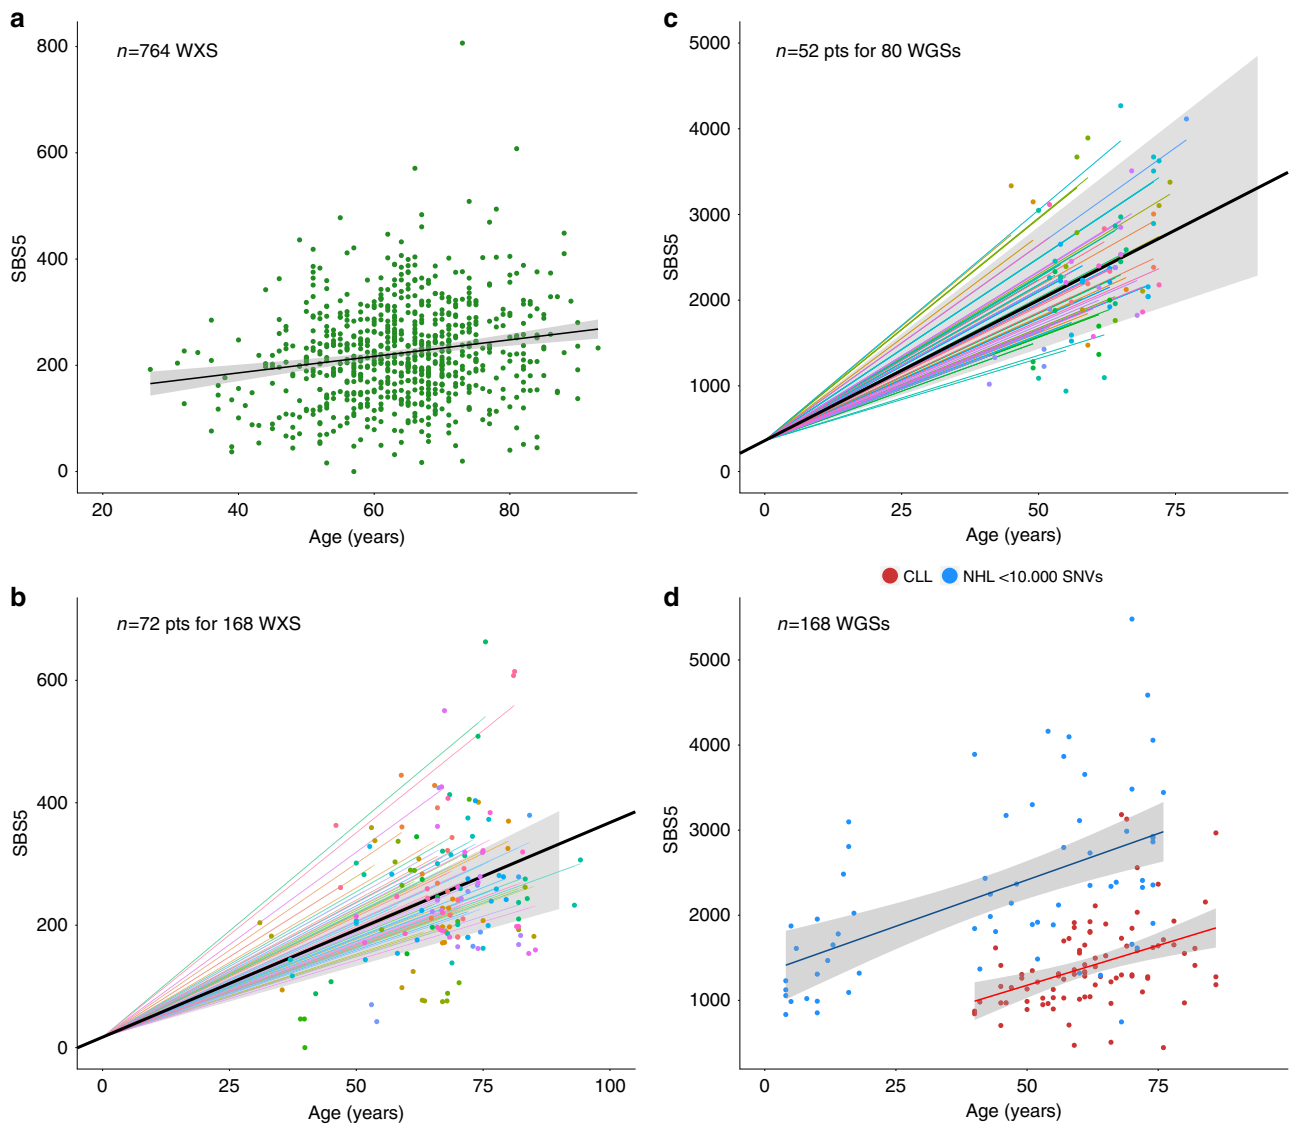 a
n=764 WXS
800
600
400
200
0
SBS5
20 40 60 80
Age (years)
c
n=52 pts for 80 WGSs
5000
4000
3000
2000
1000
0
SBS5
0 25 50 75
Age (years)
b
n=72 pts for 168 WXS
600
400
200
0
SBS5
0 25 50 75 100
Age (years)
CLL NHL <10.000 SNVs
d
n=168 WGSs
5000
4000
3000
2000
1000
SBS5
0 25 50 75
Age (years)